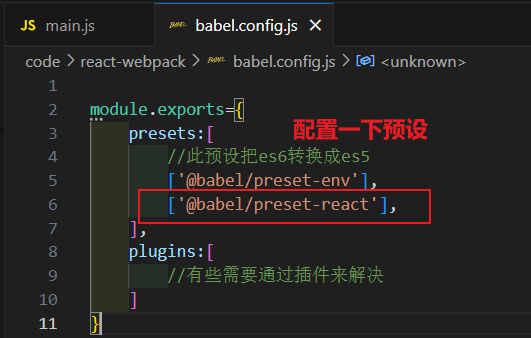 JS main.js
BABEL babel.config.js ×
code > react-webpack > BABEL babel.config.js > <unknown>
1
2 module.exports={
3 presets:[ 配置一下预设
4 //此预设把es6转换成es5
5 ['@babel/preset-env'],
6 ['@babel/preset-react'],
7 ],
8 plugins:[
9 //有些需要通过插件来解决
10 ]
11 }